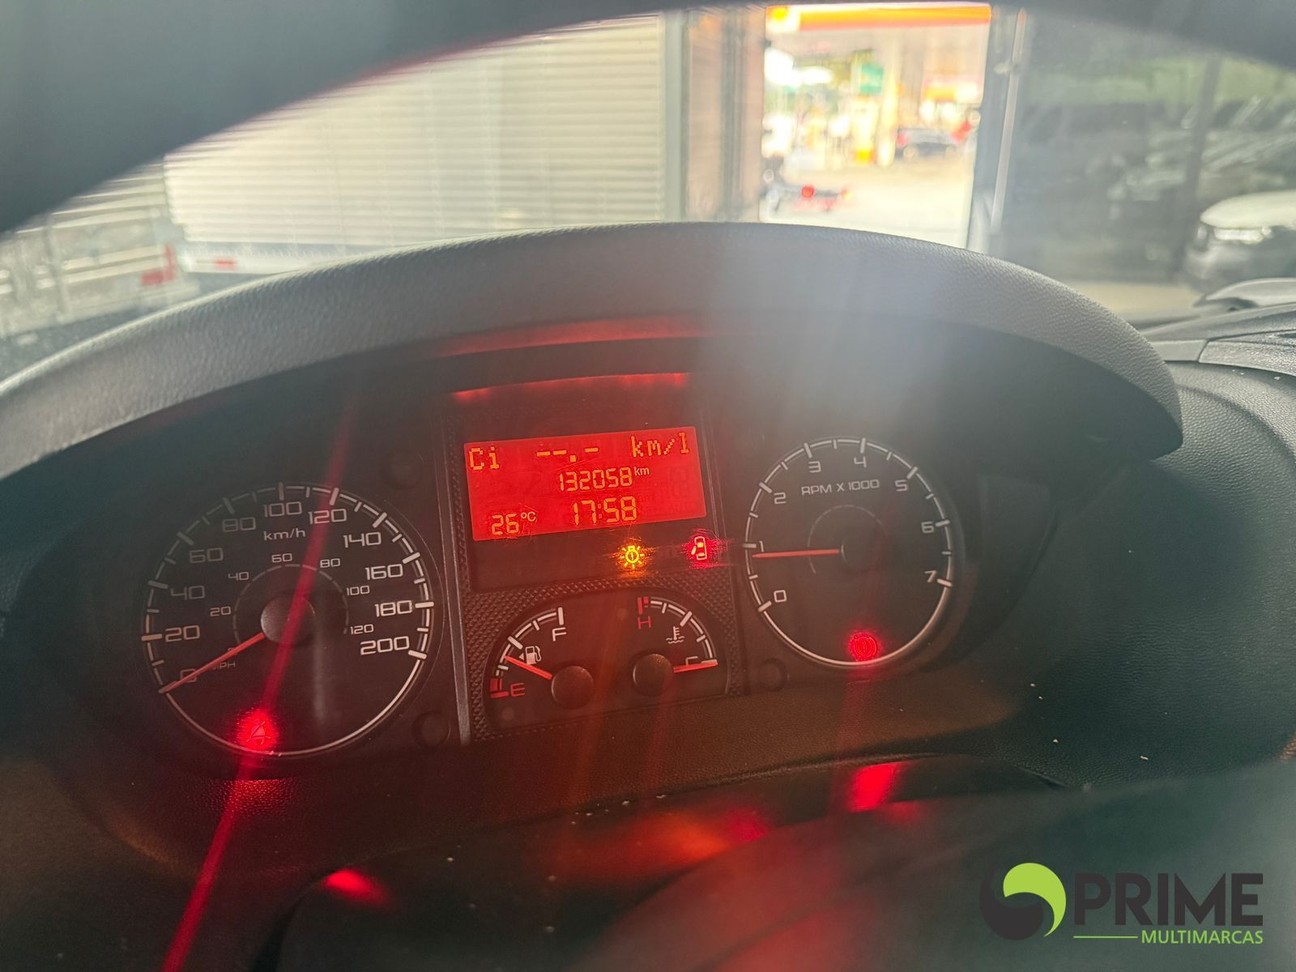 Ci --.- km/l
132058 km
26°C 17:58
0 20 40 60 80 100 120 140 160 180 200
km/h
20 40 60 80 100 120
MPH
E F
H C
0 1 2 3 4 5 6 7
RPM X 1000
PRIME
MULTIMARCAS